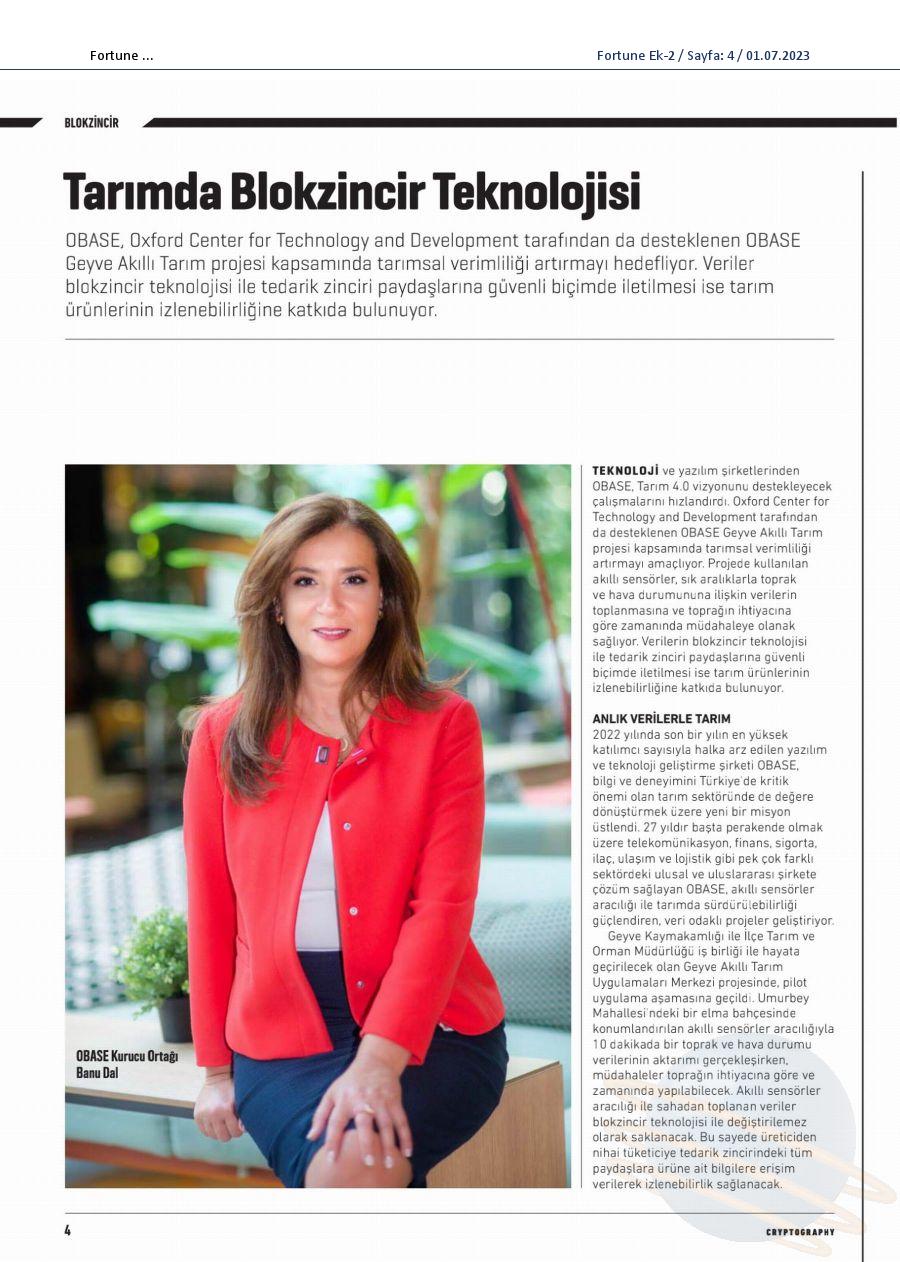 Fortune ...
Fortune Ek-2 / Sayfa: 4 / 01.07.2023
BLOKZİNCİR
Tarımda Blokzincir Teknolojisi
OBASE, Oxford Center for Technology and Development tarafından da desteklenen OBASE
Geyve Akıllı Tarım projesi kapsamında tarımsal verimliliği artırmayı hedefliyor. Veriler
blokzincir teknolojisi ile tedarik zinciri paydaşlarına güvenli biçimde iletilmesi ise tarım
ürünlerinin izlenebilirliğine katkıda bulunuyor.
OBASE Kurucu Ortağı
Banu Dal
TEKNOLOJİ ve yazılım şirketlerinden
OBASE, Tarım 4.0 vizyonunu destekleyecek
çalışmalarını hızlandırdı. Oxford Center for
Technology and Development tarafından
da desteklenen OBASE Geyve Akıllı Tarım
projesi kapsamında tarımsal verimliliği
artırmayı amaçlıyor. Projede kullanılan
akıllı sensörler, sık aralıklarla toprak
ve hava durumununa ilişkin verilerin
toplanmasına ve toprağın ihtiyacına
göre zamanında müdahaleye olanak
sağlıyor. Verilerin blokzincir teknolojisi
ile tedarik zinciri paydaşlarına güvenli
biçimde iletilmesi ise tarım ürünlerinin
izlenebilirliğine katkıda bulunuyor.
ANLIK VERİLERLE TARIM
2022 yılında son bir yılın en yüksek
katılımcı sayısıyla halka arz edilen yazılım
ve teknoloji geliştirme şirketi OBASE,
bilgi ve deneyimini Türkiye'de kritik
önemi olan tarım sektöründe de değere
dönüştürmek üzere yeni bir misyon
üstlendi. 27 yıldır başta perakende olmak
üzere telekomünikasyon, finans, sigorta,
ilaç, ulaşım ve lojistik gibi pek çok farklı
sektördeki ulusal ve uluslararası şirkete
çözüm sağlayan OBASE, akıllı sensörler
aracılığı ile tarımda sürdürülebilirliği
güçlendiren, veri odaklı projeler geliştiriyor.
Geyve Kaymakamlığı ile İlçe Tarım ve
Orman Müdürlüğü iş birliği ile hayata
geçirilecek olan Geyve Akıllı Tarım
Uygulamaları Merkezi projesinde, pilot
uygulama aşamasına geçildi. Umurbey
Mahallesi'ndeki bir elma bahçesinde
konumlandırılan akıllı sensörler aracılığıyla
10 dakikada bir toprak ve hava durumu
verilerinin aktarımı gerçekleşirken,
müdahaleler toprağın ihtiyacına göre ve
zamanında yapılabilecek. Akıllı sensörler
aracılığı ile sahadan toplanan veriler
blokzincir teknolojisi ile değiştirilemez
olarak saklanacak. Bu sayede üreticiden
nihai tüketiciye tedarik zincirindeki tüm
paydaşlara ürüne ait bilgilere erişim
verilerek izlenebilirlik sağlanacak.
4
CRYPTOGRAPHY